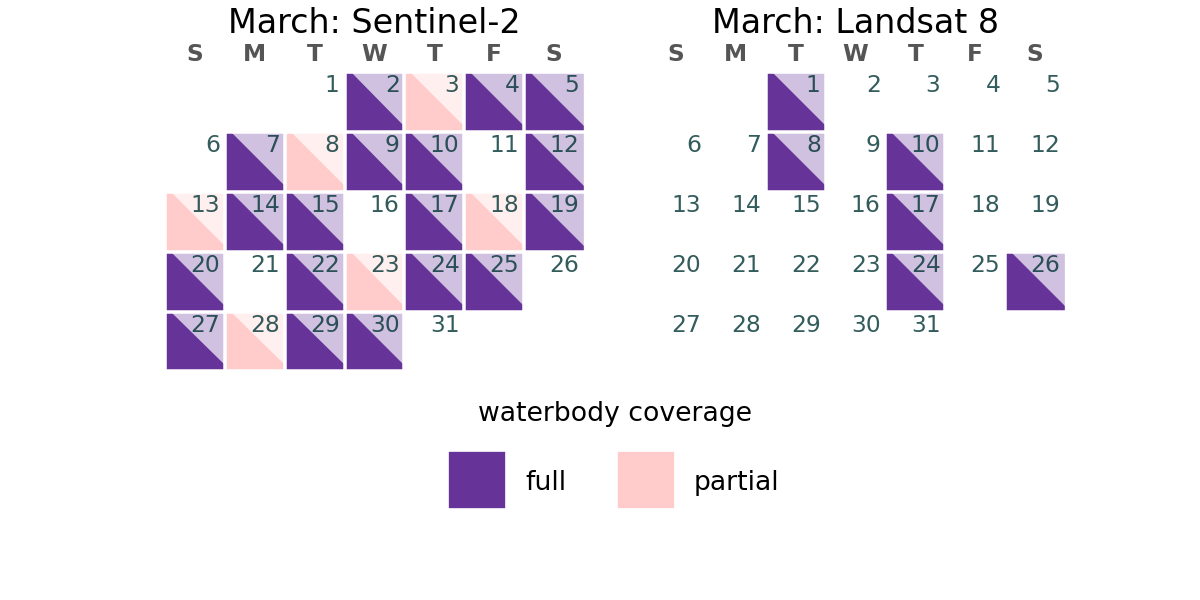 March: Sentinel-2
S M T W T F S
1 2 3 4 5
6 7 8 9 10 11 12
13 14 15 16 17 18 19
20 21 22 23 24 25 26
27 28 29 30 31
March: Landsat 8
S M T W T F S
1 2 3 4 5
6 7 8 9 10 11 12
13 14 15 16 17 18 19
20 21 22 23 24 25 26
27 28 29 30 31
waterbody coverage
full
partial